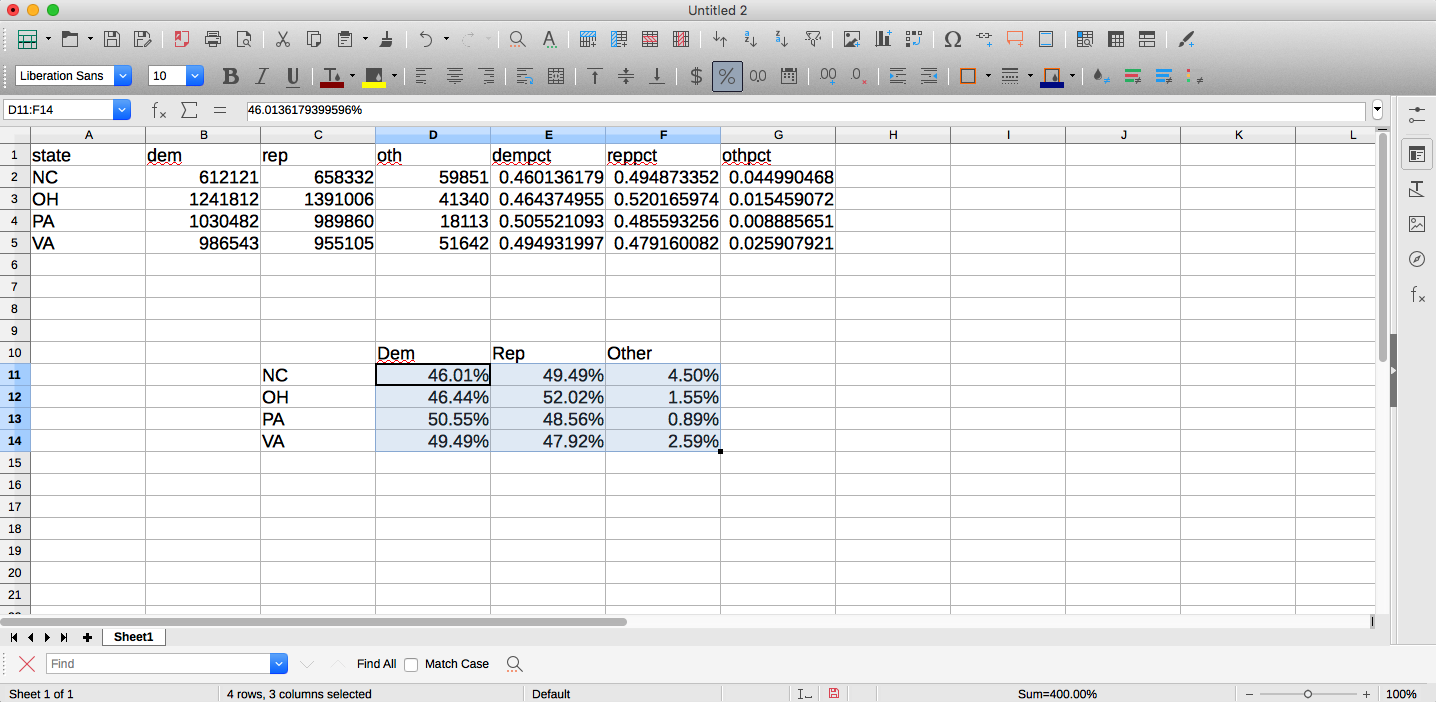 Untitled 2
Liberation Sans 10
D11:F14 46.0136179399596%
A B C D E F G H I J K L
1 state dem rep oth dempct reppct othpct
2 NC 612121 658332 59851 0.460136179 0.494873352 0.044990468
3 OH 1241812 1391006 41340 0.464374955 0.520165974 0.015459072
4 PA 1030482 989860 18113 0.505521093 0.485593256 0.008885651
5 VA 986543 955105 51642 0.494931997 0.479160082 0.025907921
6
7
8
9
10 Dem Rep Other
11 NC 46.01% 49.49% 4.50%
12 OH 46.44% 52.02% 1.55%
13 PA 50.55% 48.56% 0.89%
14 VA 49.49% 47.92% 2.59%
15
16
17
18
19
20
21
Sheet1
Find Find All Match Case
Sheet 1 of 1 4 rows, 3 columns selected Default Sum=400.00% 100%